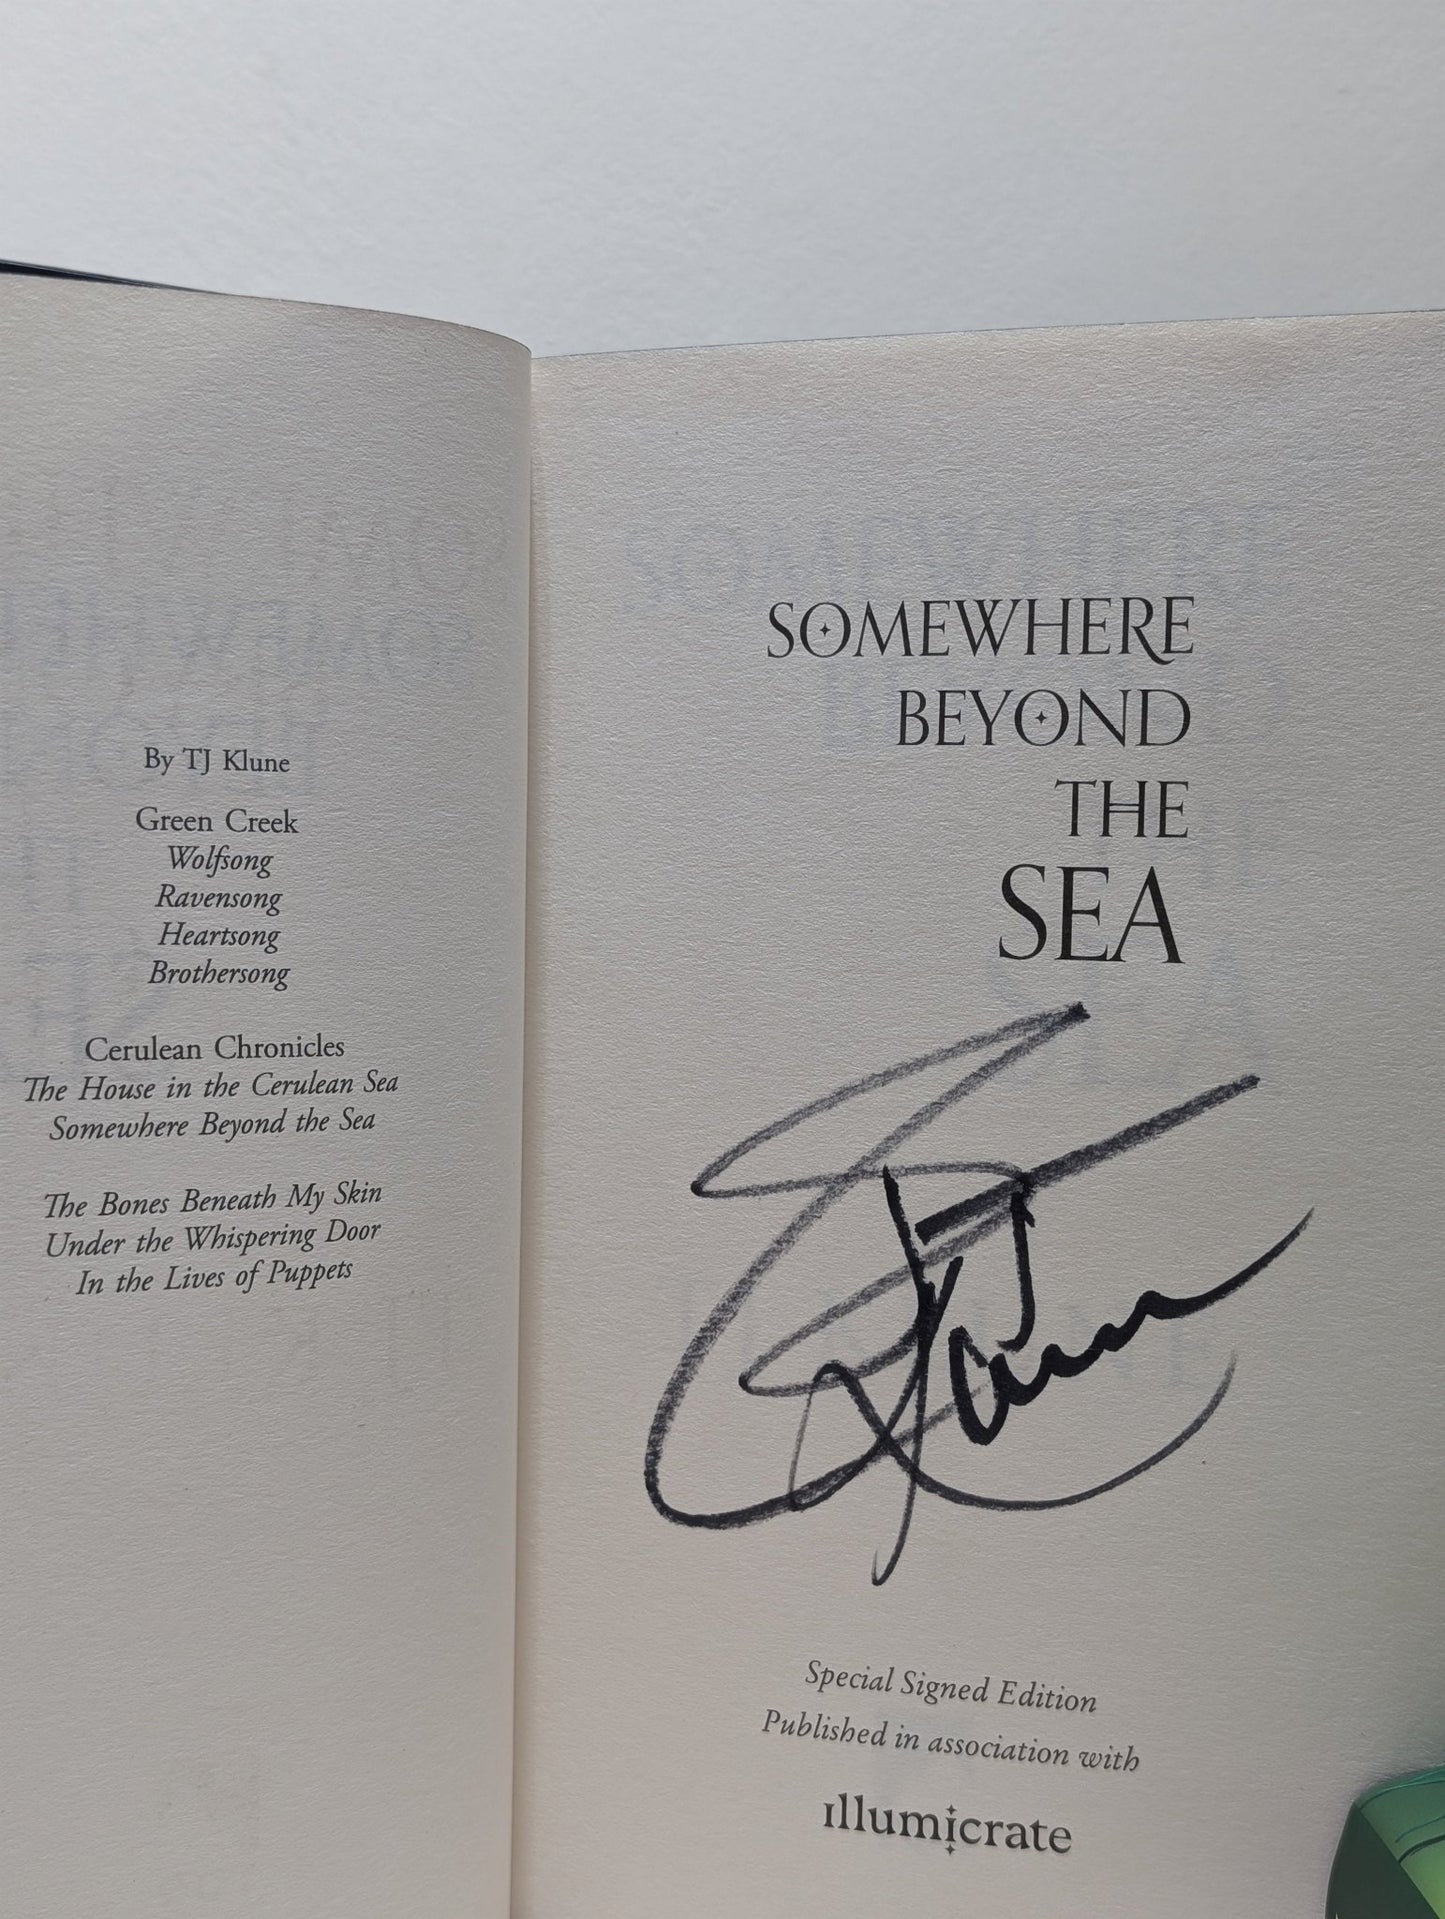 By TJ Klune
Green Creek
Wolfsong
Ravensong
Heartsong
Brothersong
Cerulean Chronicles
The House in the Cerulean Sea
Somewhere Beyond the Sea
The Bones Beneath My Skin
Under the Whispering Door
In the Lives of Puppets
SOMEWHERE
BEYOND
THE
SEA
Special Signed Edition
Published in association with
illumicrate